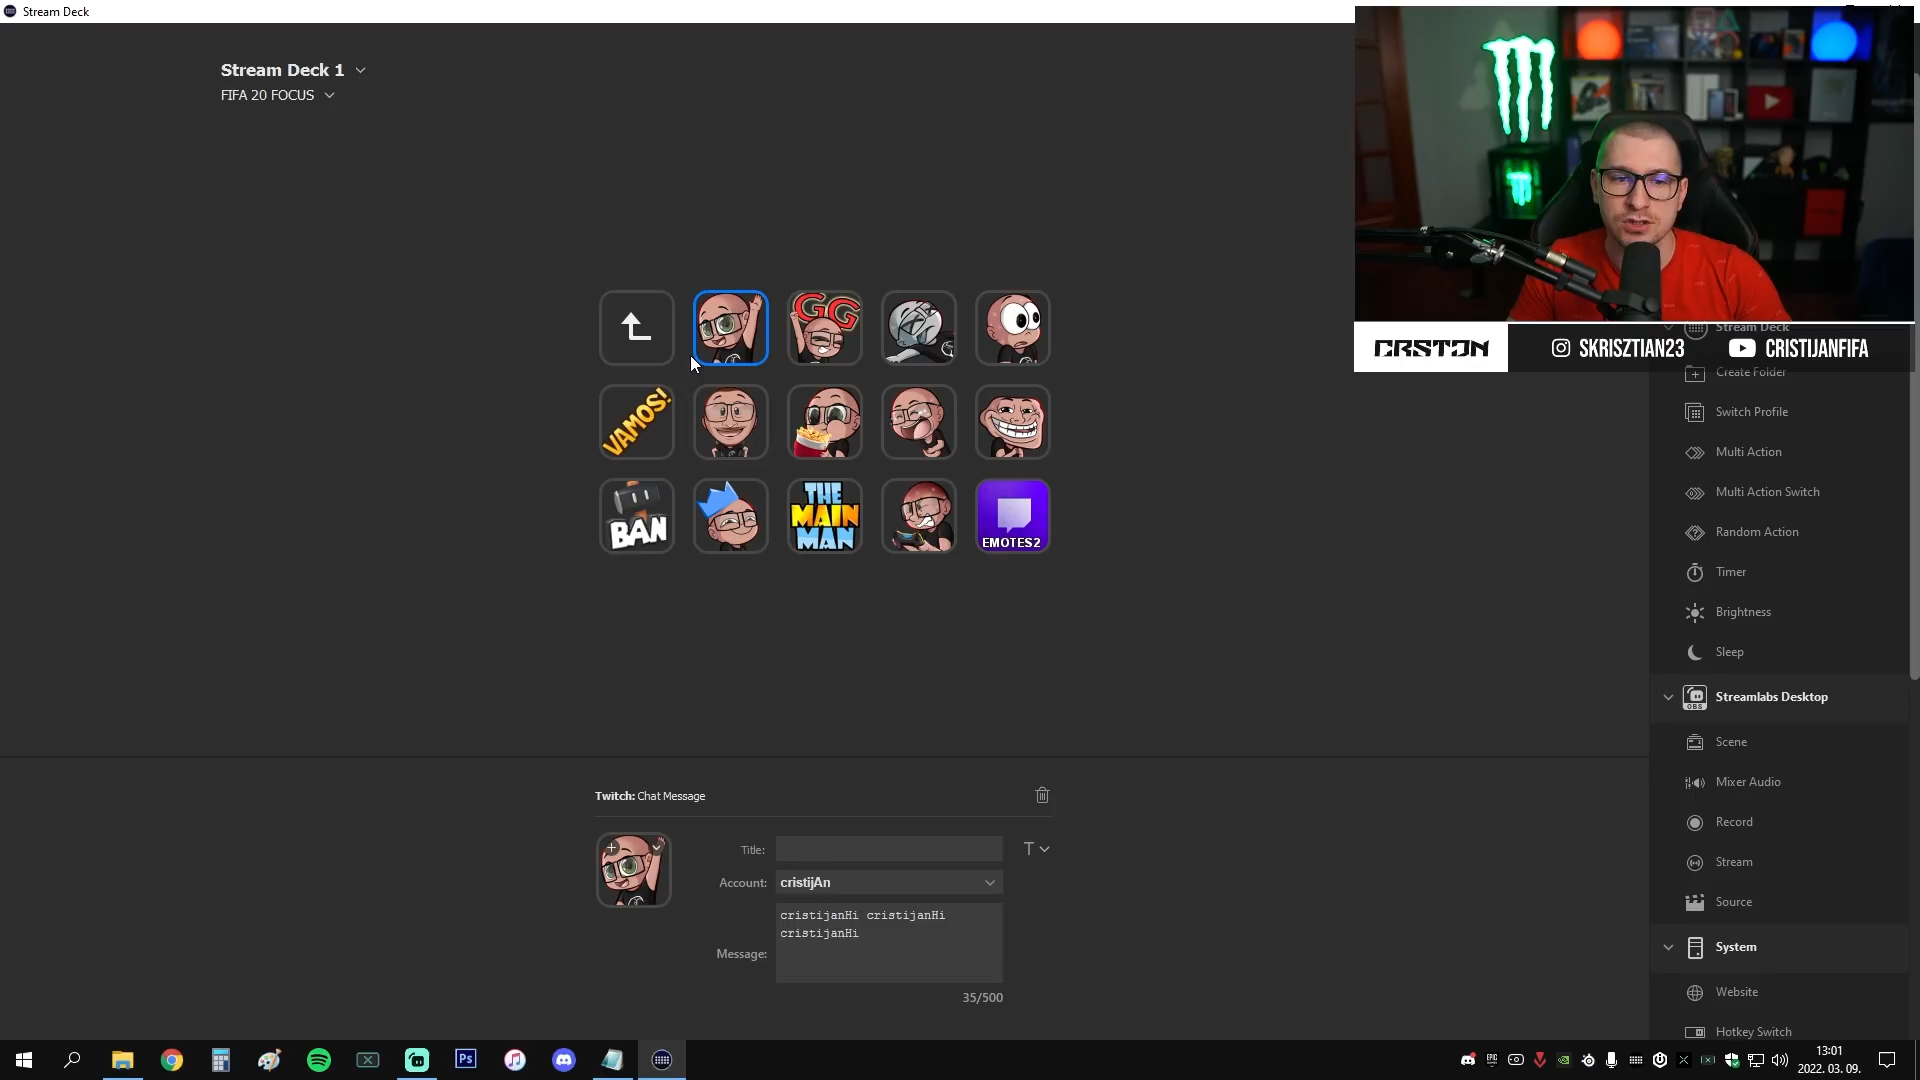 Stream Deck
Stream Deck 1
FIFA 20 FOCUS
CRSTJN
SKRISZTIAN23
CRISTIJANFIFA
GG
VAMOS!
BAN
THE
MAIN
MAN
EMOTES2
Stream Deck
Create Folder
Switch Profile
Multi Action
Multi Action Switch
Random Action
Timer
Brightness
Sleep
OBS
Streamlabs Desktop
Scene
Mixer Audio
Record
Stream
Source
System
Website
Hotkey Switch
Twitch: Chat Message
Title:
T
Account:
cristijAn
Message:
cristijanHi cristijanHi
cristijanHi
35/500
Ps
13:01
2022. 03. 09.